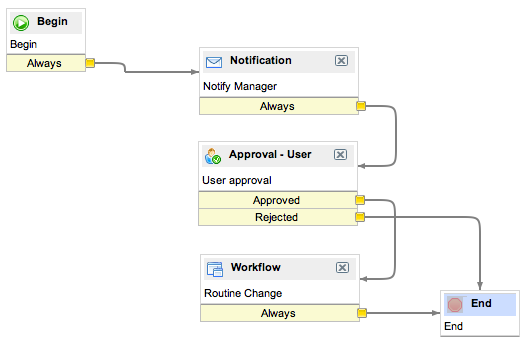 Begin
Begin
Always
Notification
Notify Manager
Always
Approval - User
User approval
Approved
Rejected
Workflow
Routine Change
Always
End
End